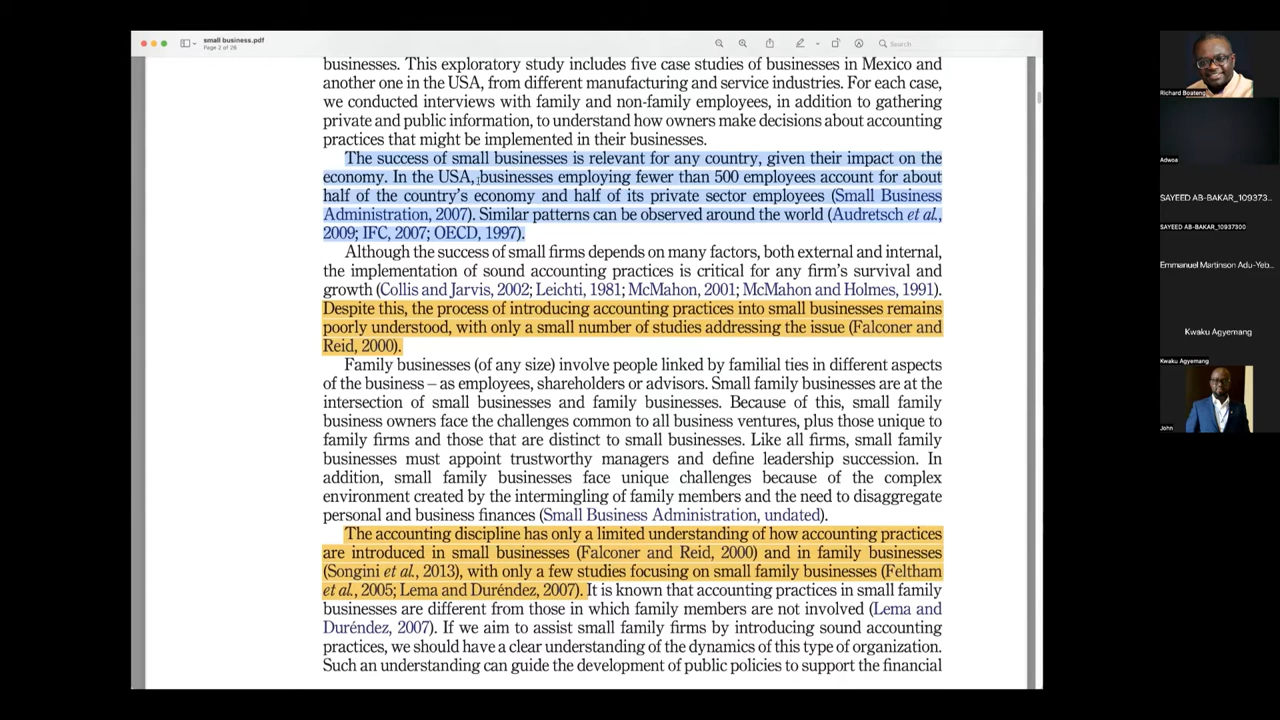 small business.pdf
Page 2 of 28
Search
businesses. This exploratory study includes five case studies of businesses in Mexico and
another one in the USA, from different manufacturing and service industries. For each case,
we conducted interviews with family and non-family employees, in addition to gathering
private and public information, to understand how owners make decisions about accounting
practices that might be implemented in their businesses.
The success of small businesses is relevant for any country, given their impact on the
economy. In the USA, businesses employing fewer than 500 employees account for about
half of the country's economy and half of its private sector employees (Small Business
Administration, 2007). Similar patterns can be observed around the world (Audretsch et al.,
2009; IFC, 2007; OECD, 1997).
Although the success of small firms depends on many factors, both external and internal,
the implementation of sound accounting practices is critical for any firm's survival and
growth (Collis and Jarvis, 2002; Leichti, 1981; McMahon, 2001; McMahon and Holmes, 1991).
Despite this, the process of introducing accounting practices into small businesses remains
poorly understood, with only a small number of studies addressing the issue (Falconer and
Reid, 2000).
Family businesses (of any size) involve people linked by familial ties in different aspects
of the business – as employees, shareholders or advisors. Small family businesses are at the
intersection of small businesses and family businesses. Because of this, small family
business owners face the challenges common to all business ventures, plus those unique to
family firms and those that are distinct to small businesses. Like all firms, small family
businesses must appoint trustworthy managers and define leadership succession. In
addition, small family businesses face unique challenges because of the complex
environment created by the intermingling of family members and the need to disaggregate
personal and business finances (Small Business Administration, undated).
The accounting discipline has only a limited understanding of how accounting practices
are introduced in small businesses (Falconer and Reid, 2000) and in family businesses
(Songini et al., 2013), with only a few studies focusing on small family businesses (Feltham
et al., 2005; Lema and Duréndez, 2007). It is known that accounting practices in small family
businesses are different from those in which family members are not involved (Lema and
Duréndez, 2007). If we aim to assist small family firms by introducing sound accounting
practices, we should have a clear understanding of the dynamics of this type of organization.
Such an understanding can guide the development of public policies to support the financial
Richard Boateng
Adwoa
SAYEED AB-BAKAR_109373...
SAYEED AB-BAKAR_10937300
Emmanuel Martinson Adu-Yeb...
Kwaku Agyemang
Kwaku Agyemang
John